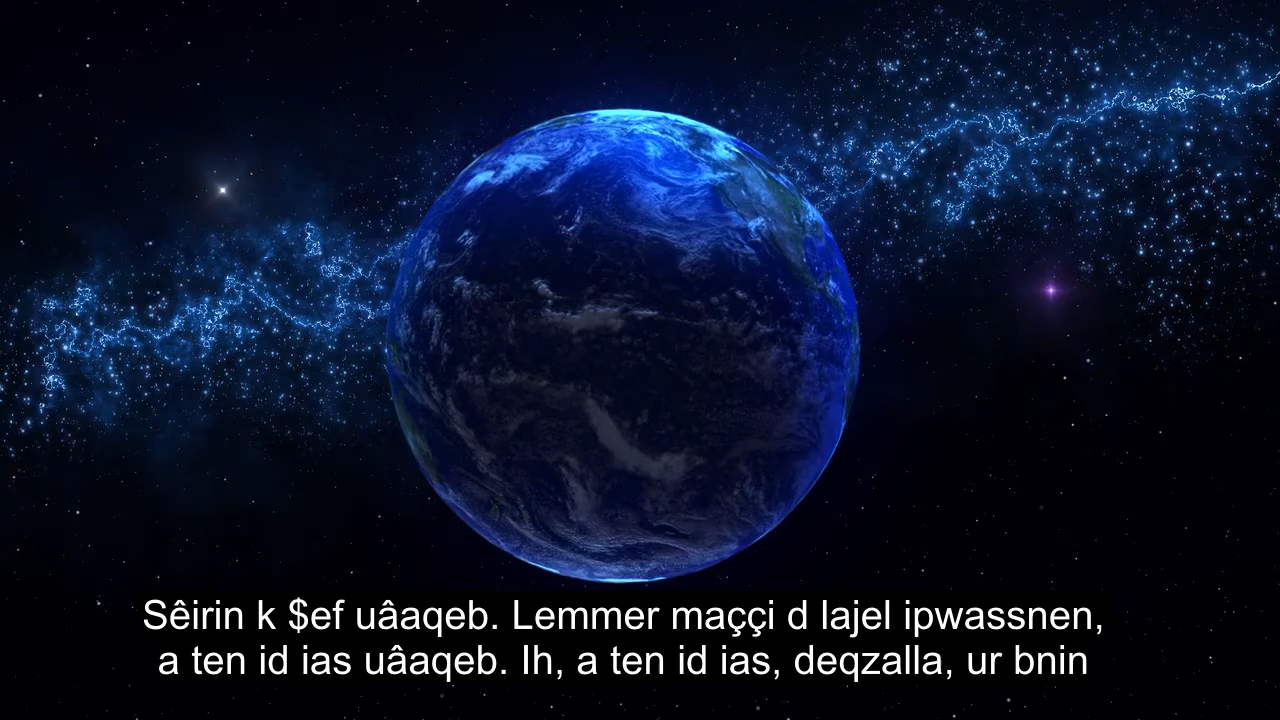 Sêirin k $ef uâaqeb. Lemmer maççi d lajel ipwassnen,
a ten id ias uâaqeb. Ih, a ten id ias, deqzalla, ur bnin